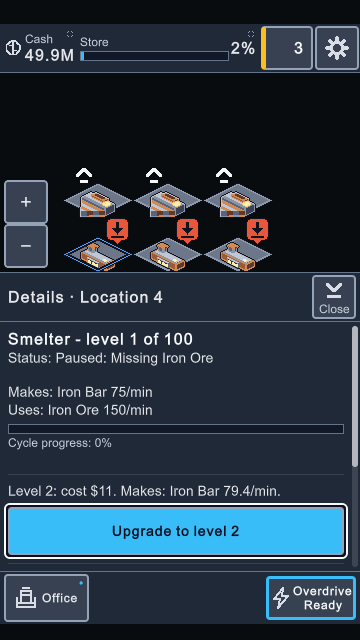 Cash
49.9M
Store
2%
3
+
−
Details · Location 4
Close
Smelter - level 1 of 100
Status: Paused: Missing Iron Ore
Makes: Iron Bar 75/min
Uses: Iron Ore 150/min
Cycle progress: 0%
Level 2: cost $11. Makes: Iron Bar 79.4/min.
Upgrade to level 2
Office
Overdrive
Ready